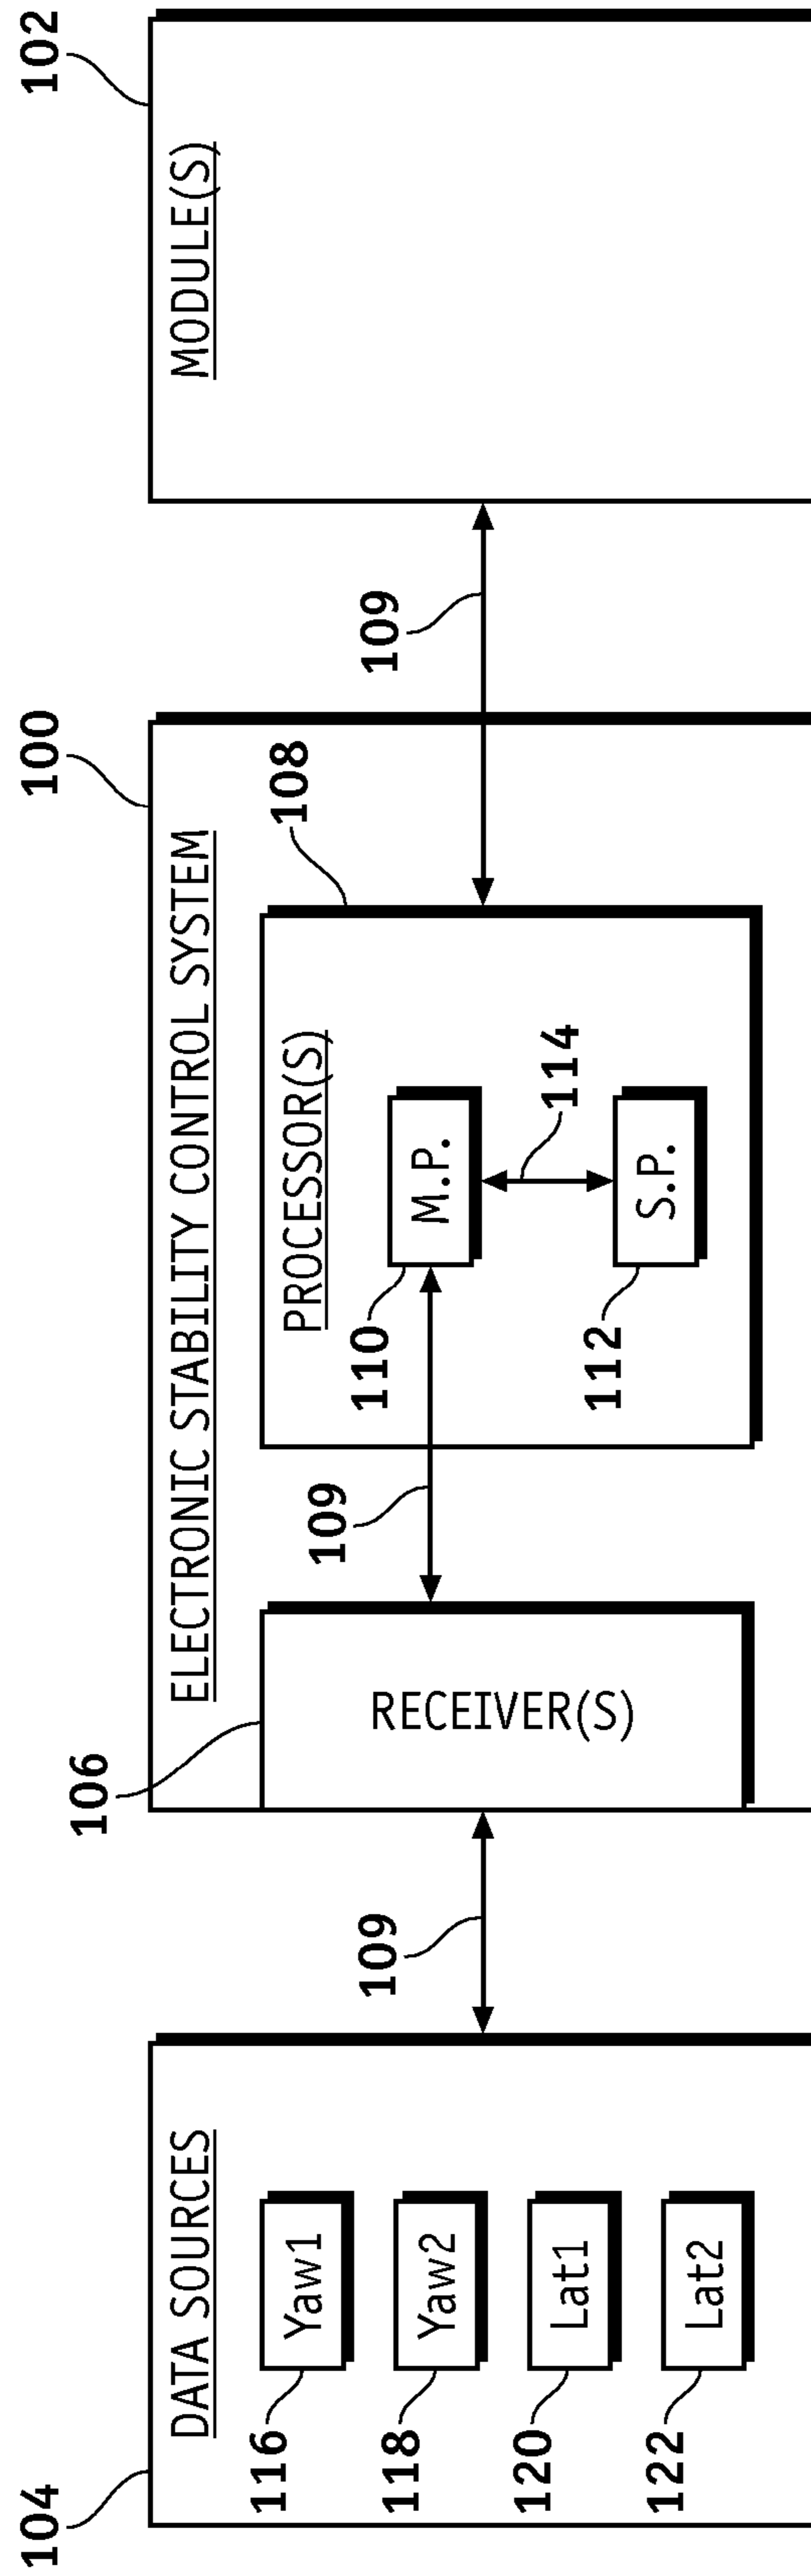 104
DATA SOURCES
116
Yaw1
118
Yaw2
120
Lat1
122
Lat2
109
100
ELECTRONIC STABILITY CONTROL SYSTEM
106
RECEIVER(S)
109
108
PROCESSOR(S)
110
M.P.
114
112
S.P.
109
102
MODULE(S)